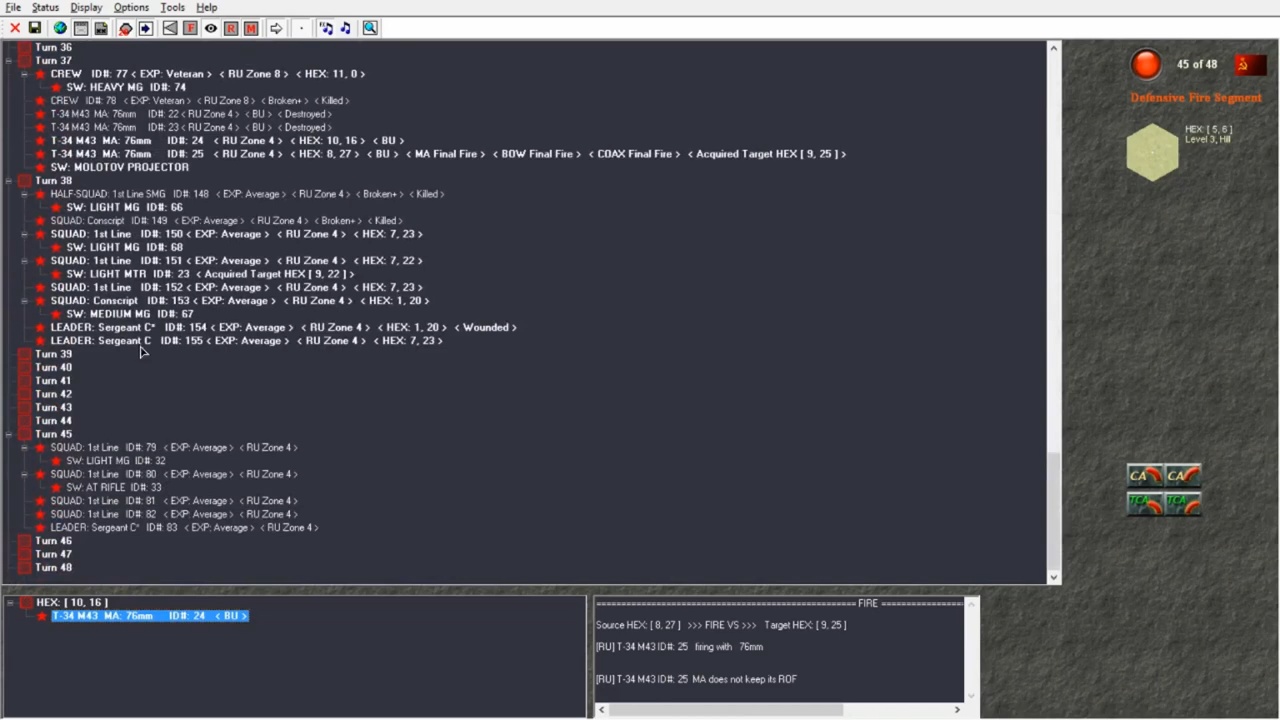 File Status Display Options Tools Help
F R M
Turn 36
Turn 37
CREW ID#: 77 < EXP: Veteran > < RU Zone 8 > < HEX: 11, 0 >
SW: HEAVY MG ID#: 74
CREW ID#: 78 < EXP: Veteran > < RU Zone 8 > < Broken+ > < Killed >
T-34 M43 MA: 76mm ID#: 22 < RU Zone 4 > < BU > < Destroyed >
T-34 M43 MA: 76mm ID#: 23 < RU Zone 4 > < BU > < Destroyed >
T-34 M43 MA: 76mm ID#: 24 < RU Zone 4 > < HEX: 10, 16 > < BU >
T-34 M43 MA: 76mm ID#: 25 < RU Zone 4 > < HEX: 8, 27 > < BU > < MA Final Fire > < BOW Final Fire > < COAX Final Fire > < Acquired Target HEX [ 9, 25 ] >
SW: MOLOTOV PROJECTOR
Turn 38
HALF-SQUAD: 1st Line SMG ID#: 148 < EXP: Average > < RU Zone 4 > < Broken+ > < Killed >
SW: LIGHT MG ID#: 66
SQUAD: Conscript ID#: 149 < EXP: Average > < RU Zone 4 > < Broken+ > < Killed >
SQUAD: 1st Line ID#: 150 < EXP: Average > < RU Zone 4 > < HEX: 7, 23 >
SW: LIGHT MG ID#: 68
SQUAD: 1st Line ID#: 151 < EXP: Average > < RU Zone 4 > < HEX: 7, 22 >
SW: LIGHT MTR ID#: 23 < Acquired Target HEX [ 9, 22 ] >
SQUAD: 1st Line ID#: 152 < EXP: Average > < RU Zone 4 > < HEX: 7, 23 >
SQUAD: Conscript ID#: 153 < EXP: Average > < RU Zone 4 > < HEX: 1, 20 >
SW: MEDIUM MG ID#: 67
LEADER: Sergeant C* ID#: 154 < EXP: Average > < RU Zone 4 > < HEX: 1, 20 > < Wounded >
LEADER: Sergeant C ID#: 155 < EXP: Average > < RU Zone 4 > < HEX: 7, 23 >
Turn 39
Turn 40
Turn 41
Turn 42
Turn 43
Turn 44
Turn 45
SQUAD: 1st Line ID#: 79 < EXP: Average > < RU Zone 4 >
SW: LIGHT MG ID#: 32
SQUAD: 1st Line ID#: 80 < EXP: Average > < RU Zone 4 >
SW: AT RIFLE ID#: 33
SQUAD: 1st Line ID#: 81 < EXP: Average > < RU Zone 4 >
SQUAD: 1st Line ID#: 82 < EXP: Average > < RU Zone 4 >
LEADER: Sergeant C* ID#: 83 < EXP: Average > < RU Zone 4 >
Turn 46
Turn 47
Turn 48
45 of 48
Defensive Fire Segment
HEX: [ 5, 6 ]
Level 3, Hill
CA CA
TCA TCA
HEX: [ 10, 16 ]
T-34 M43 MA: 76mm ID#: 24 < BU >
FIRE
Source HEX: [ 8, 27 ] >>> FIRE VS >>> Target HEX: [ 9, 25 ]
[RU] T-34 M43 ID#: 25 firing with 76mm
[RU] T-34 M43 ID#: 25 MA does not keep its ROF